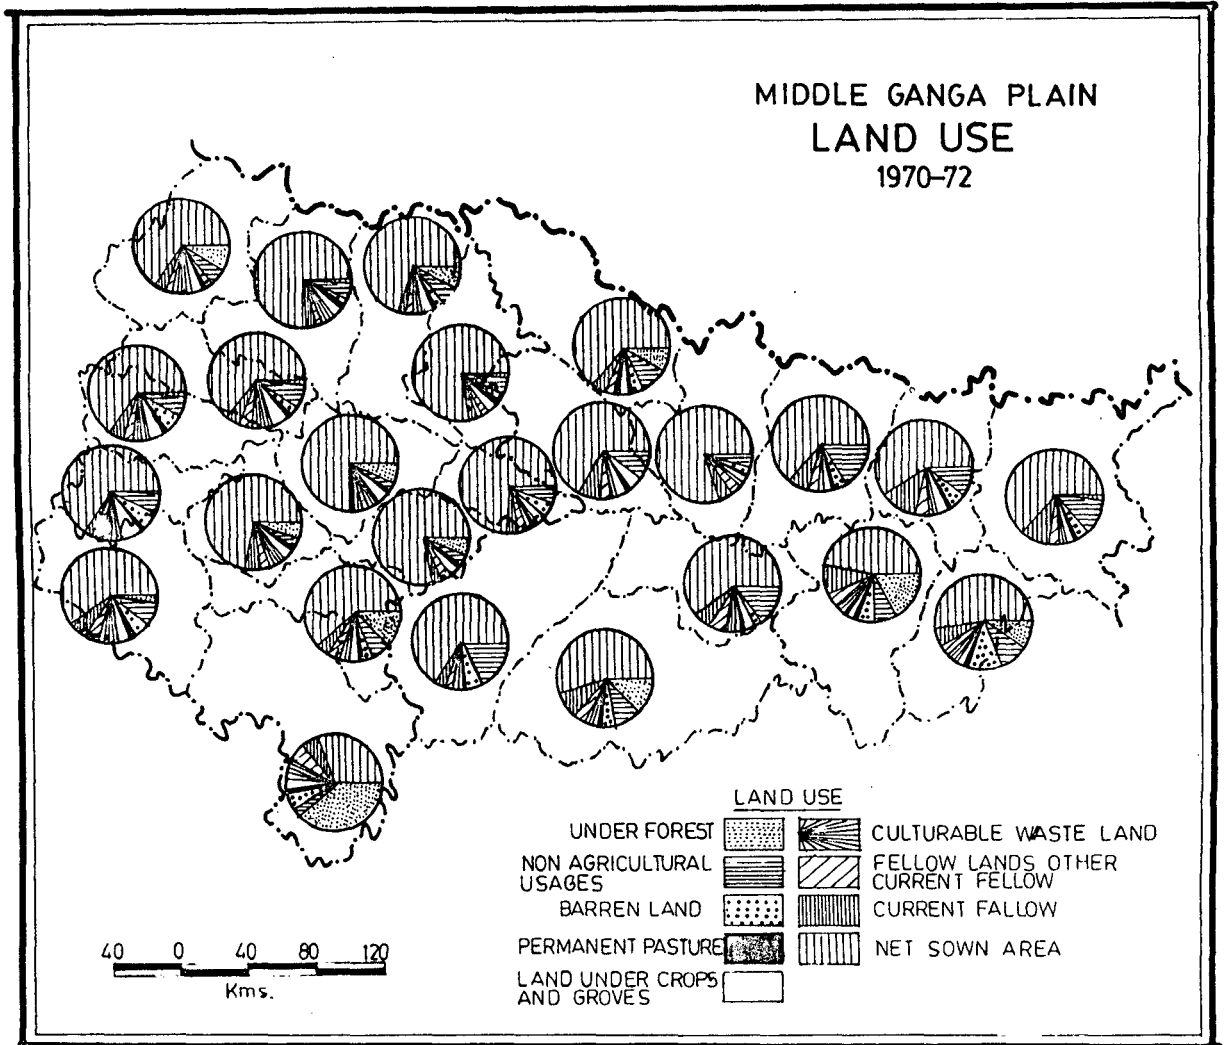 MIDDLE GANGA PLAIN
LAND USE
1970-72
LAND USE
UNDER FOREST
NON AGRICULTURAL
USAGES
BARREN LAND
PERMANENT PASTURE
LAND UNDER CROPS
AND GROVES
CULTURABLE WASTE LAND
FELLOW LANDS OTHER
CURRENT FELLOW
CURRENT FALLOW
NET SOWN AREA
40 0 40 80 120
Kms.